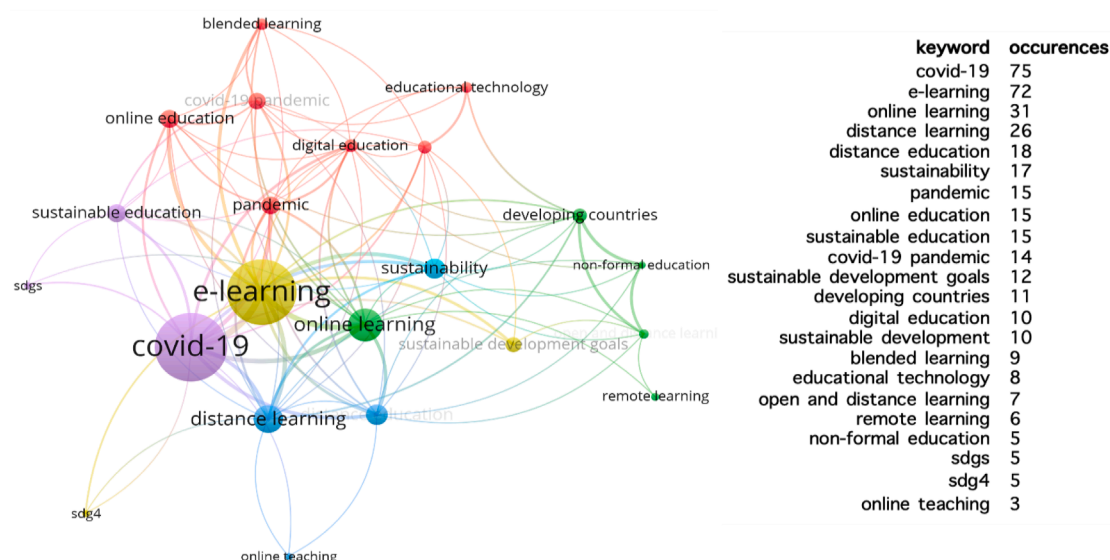 blended learning
educational technology
covid-19 pandemic
online education
digital education
sustainable education
pandemic
developing countries
sustainability
non-formal education
sdgs
e-learning
online learning
open and distance learni
covid-19
sustainable development goals
remote learning
distance learning
education
sdg4
online teaching
keyword occurences
covid-19 75
e-learning 72
online learning 31
distance learning 26
distance education 18
sustainability 17
pandemic 15
online education 15
sustainable education 15
covid-19 pandemic 14
sustainable development goals 12
developing countries 11
digital education 10
sustainable development 10
blended learning 9
educational technology 8
open and distance learning 7
remote learning 6
non-formal education 5
sdgs 5
sdg4 5
online teaching 3